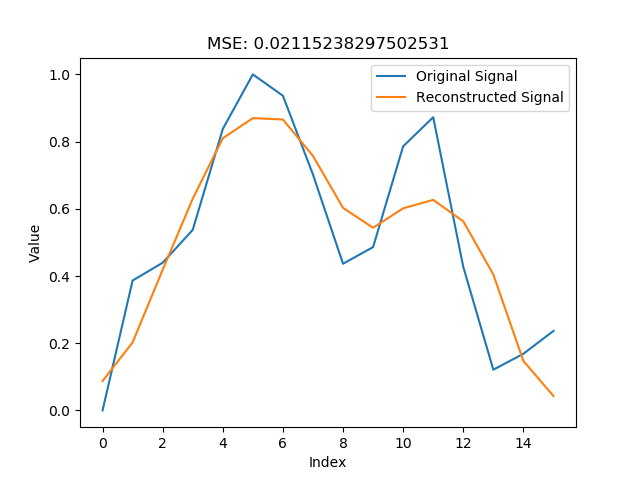 MSE: 0.02115238297502531
Original Signal
Reconstructed Signal
1.0
0.8
0.6
0.4
0.2
0.0
Value
0 2 4 6 8 10 12 14
Index